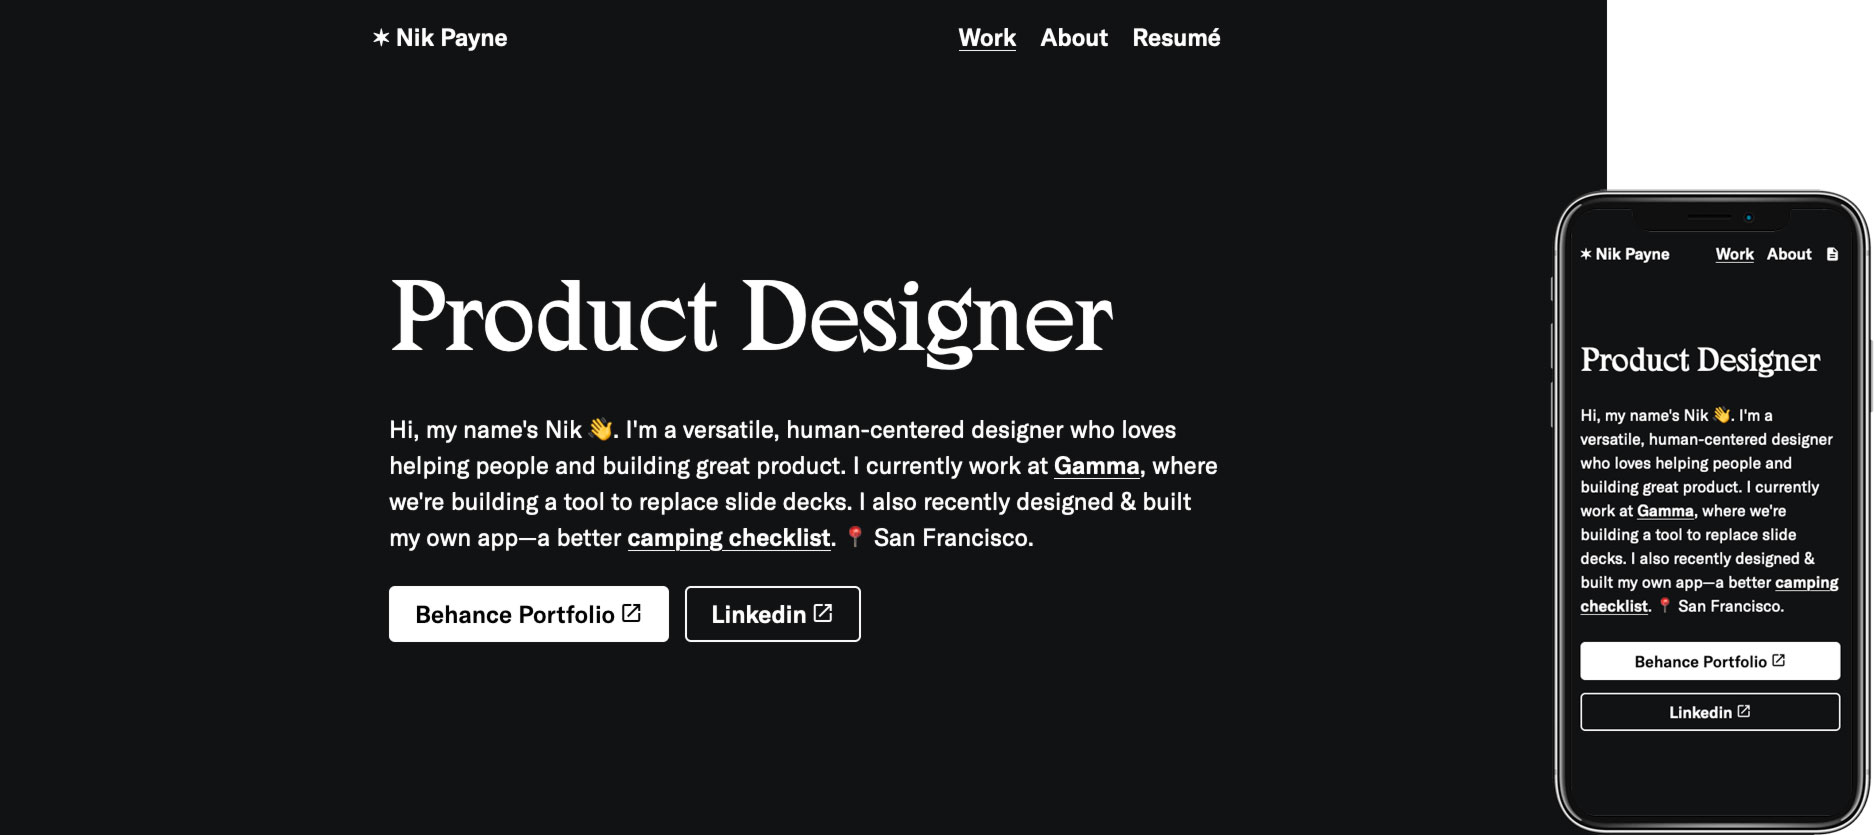 ✶ Nik Payne
Work About Resumé
Product Designer
Hi, my name's Nik 👋. I'm a versatile, human-centered designer who loves
helping people and building great product. I currently work at Gamma, where
we're building a tool to replace slide decks. I also recently designed & built
my own app—a better camping checklist. 📍 San Francisco.
Behance Portfolio
Linkedin
✶ Nik Payne
Work About
Product Designer
Hi, my name's Nik 👋. I'm a
versatile, human-centered designer
who loves helping people and
building great product. I currently
work at Gamma, where we're
building a tool to replace slide
decks. I also recently designed &
built my own app—a better camping
checklist. 📍 San Francisco.
Behance Portfolio
Linkedin